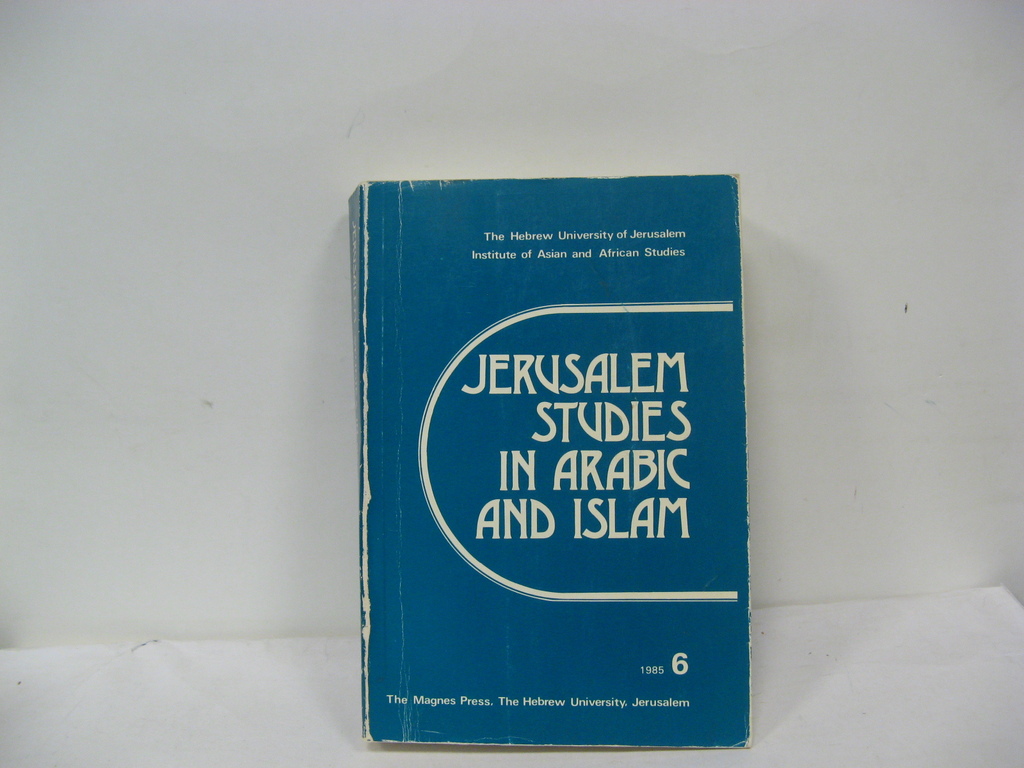 The Hebrew University of Jerusalem
Institute of Asian and African Studies
JERUSALEM
STUDIES
IN ARABIC
AND ISLAM
1985 6
The Magnes Press, The Hebrew University, Jerusalem